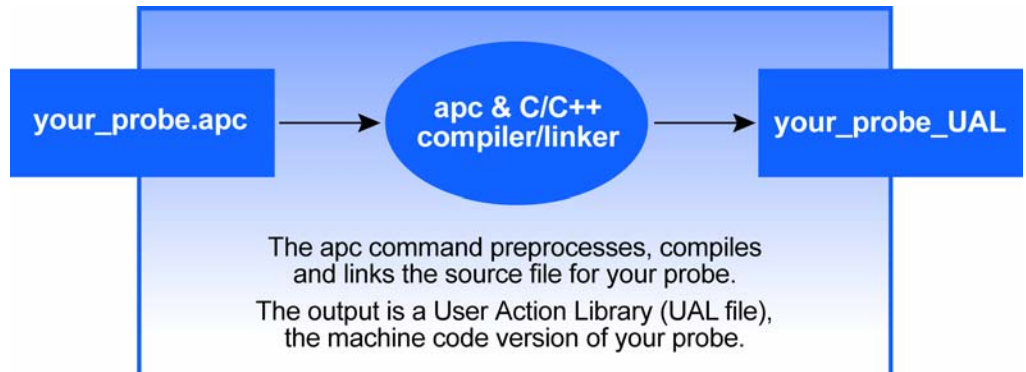 your_probe.apc
apc & C/C++
compiler/linker
your_probe_UAL
The apc command preprocesses, compiles
and links the source file for your probe.
The output is a User Action Library (UAL file),
the machine code version of your probe.